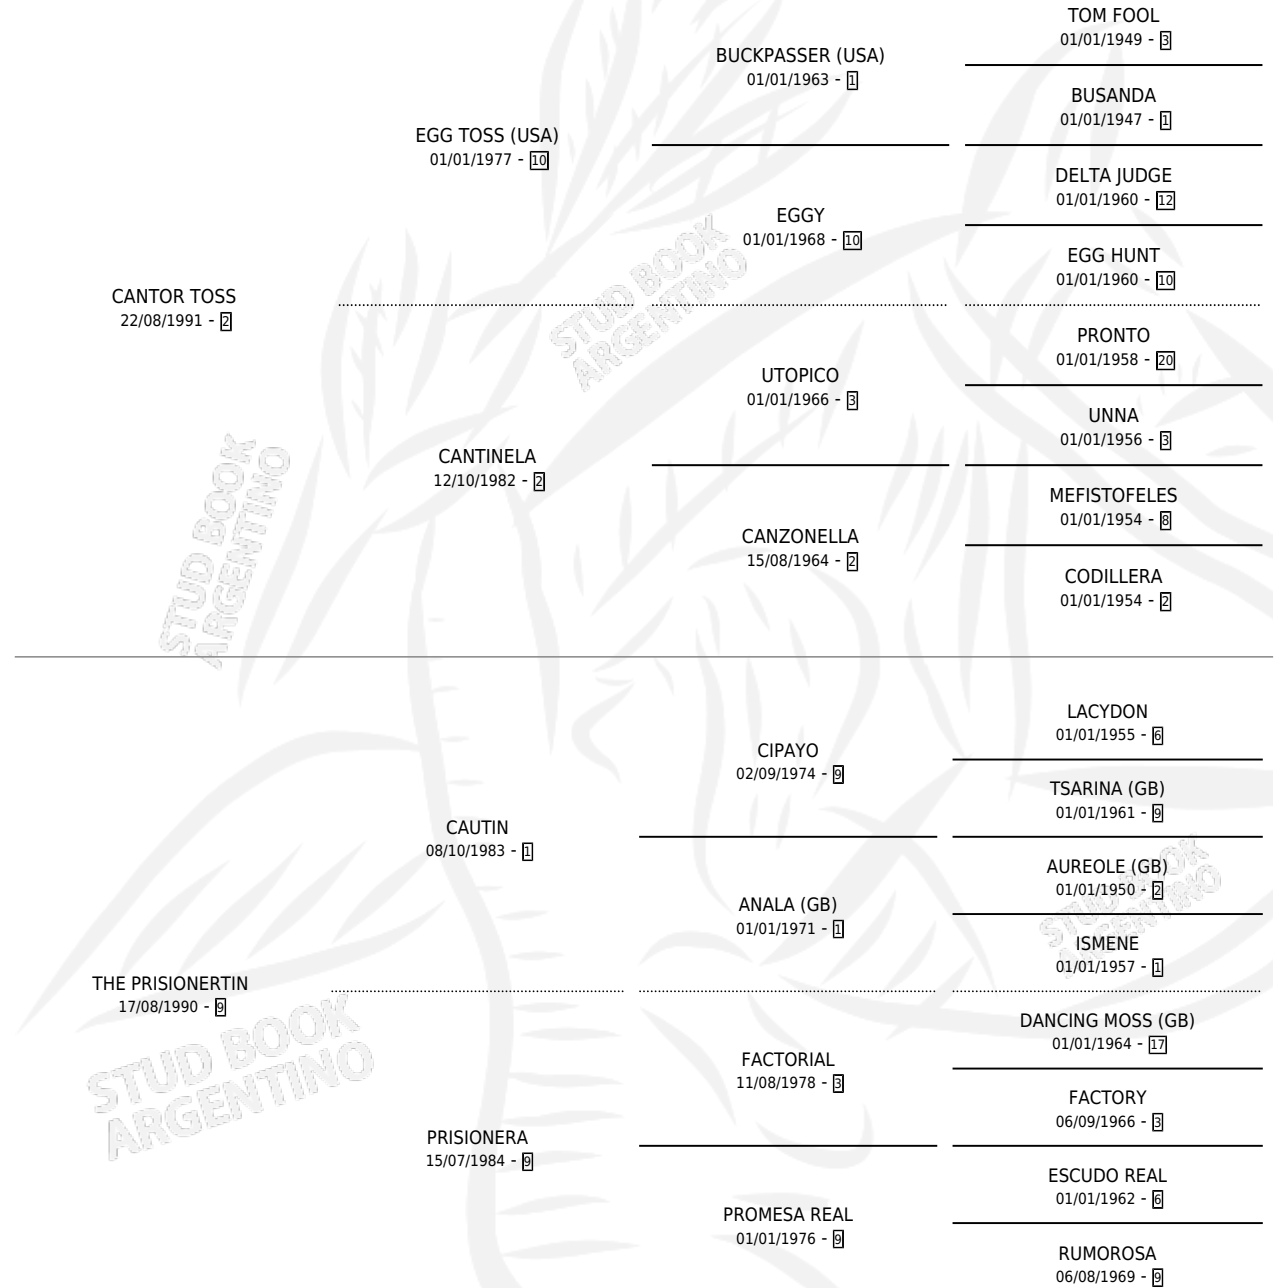 TOM FOOL
01/01/1949 - 3
BUCKPASSER (USA)
01/01/1963 - 1
BUSANDA
01/01/1947 - 1
EGG TOSS (USA)
01/01/1977 - 10
DELTA JUDGE
01/01/1960 - 12
EGGY
01/01/1968 - 10
EGG HUNT
01/01/1960 - 10
CANTOR TOSS
22/08/1991 - 2
STUD BOOK
ARGENTINO
PRONTO
01/01/1958 - 20
UTOPICO
01/01/1966 - 3
UNNA
01/01/1956 - 3
CANTINELA
12/10/1982 - 2
MEFISTOFELES
01/01/1954 - 8
CANZONELLA
15/08/1964 - 2
CODILLERA
01/01/1954 - 2
STUD BOOK
ARGENTINO
LACYDON
01/01/1955 - 6
CIPAYO
02/09/1974 - 9
TSARINA (GB)
01/01/1961 - 9
CAUTIN
08/10/1983 - 1
AUREOLE (GB)
01/01/1950 - 2
ANALA (GB)
01/01/1971 - 1
ISMENE
01/01/1957 - 1
STUD BOOK
ARGENTINO
THE PRISIONERTIN
17/08/1990 - 9
DANCING MOSS (GB)
01/01/1964 - 17
FACTORIAL
11/08/1978 - 3
FACTORY
06/09/1966 - 3
STUD BOOK
ARGENTINO
PRISIONERA
15/07/1984 - 9
ESCUDO REAL
01/01/1962 - 6
PROMESA REAL
01/01/1976 - 9
RUMOROSA
06/08/1969 - 9